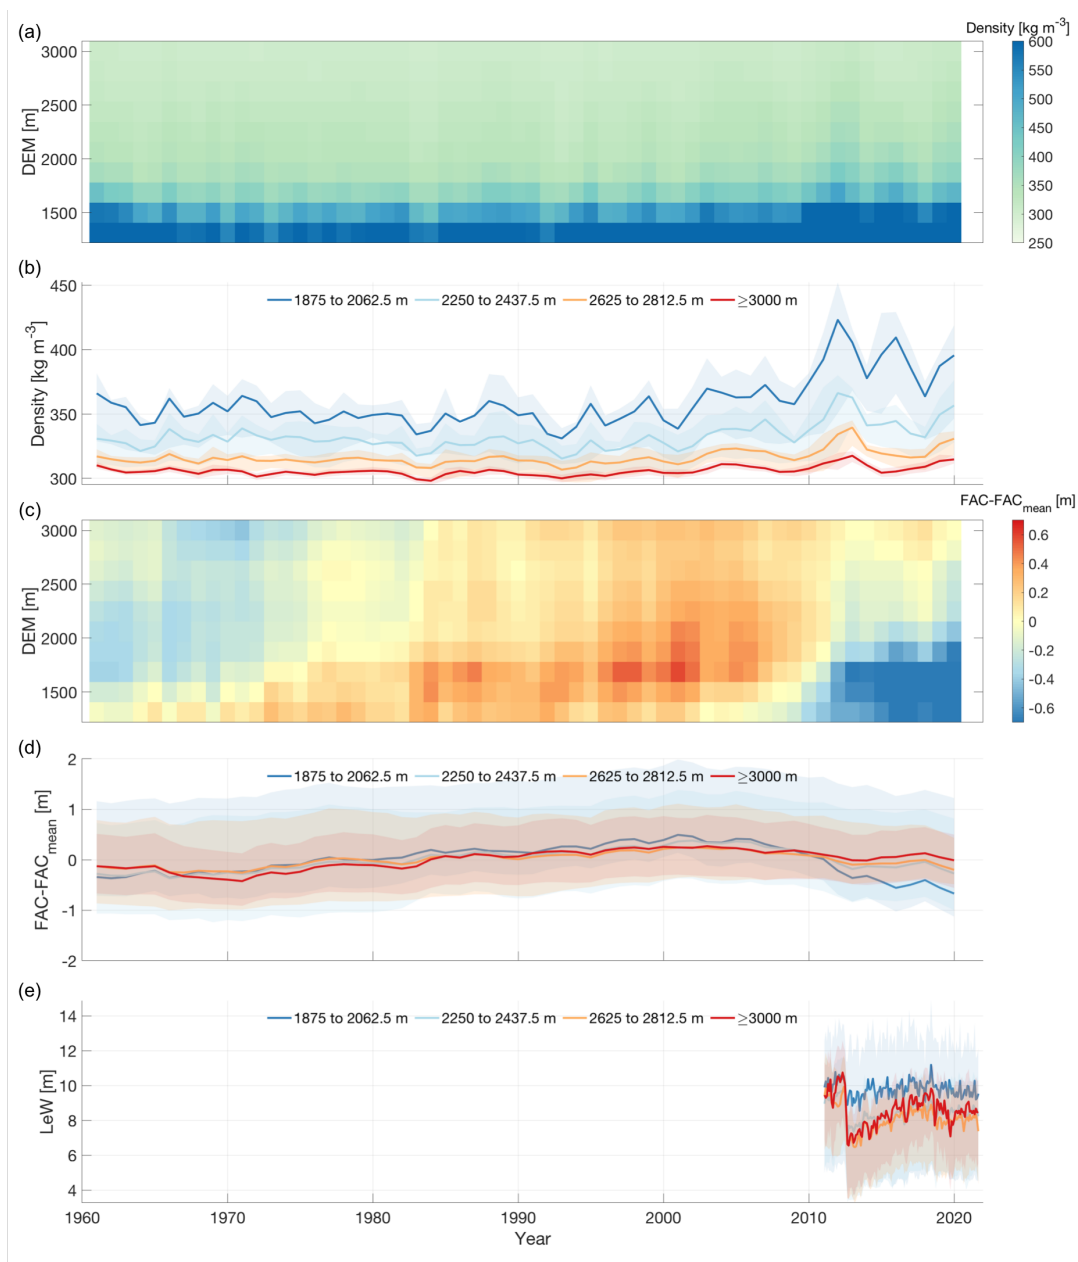 (a)
Density [kg m-3]
3000
2500
2000
1500
DEM [m]
600
550
500
450
400
350
300
250
(b)
450
400
350
300
Density [kg m-3]
1875 to 2062.5 m 2250 to 2437.5 m 2625 to 2812.5 m ≥3000 m
(c)
FAC-FACmean [m]
3000
2500
2000
1500
DEM [m]
0.6
0.4
0.2
0
-0.2
-0.4
-0.6
(d)
2
1
0
-1
-2
FAC-FACmean [m]
1875 to 2062.5 m 2250 to 2437.5 m 2625 to 2812.5 m ≥3000 m
(e)
14
12
10
8
6
4
LeW [m]
1875 to 2062.5 m 2250 to 2437.5 m 2625 to 2812.5 m ≥3000 m
1960 1970 1980 1990 2000 2010 2020
Year